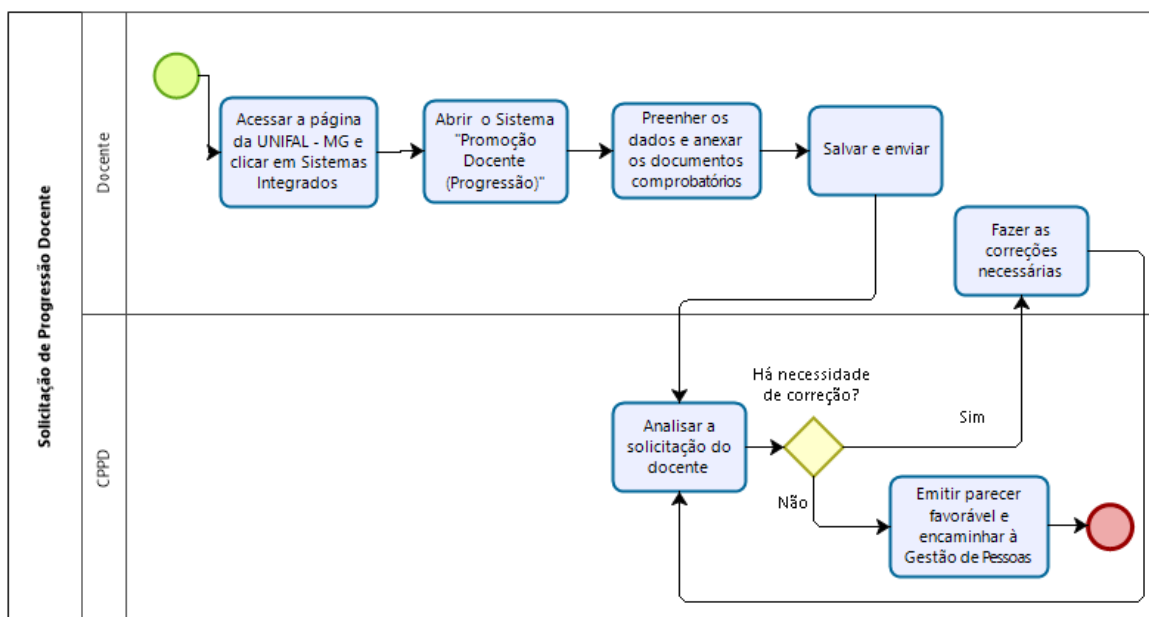 Solicitação de Progressão Docente
Docente
Acessar a página
da UNIFAL - MG e
clicar em Sistemas
Integrados
Abrir o Sistema
"Promoção
Docente
(Progressão)"
Preenher os
dados e anexar
os documentos
comprobatórios
Salvar e enviar
Fazer as
correções
necessárias
CPPD
Analisar a
solicitação do
docente
Há necessidade
de correção?
Sim
Não
Emitir parecer
favorável e
encaminhar à
Gestão de Pessoas